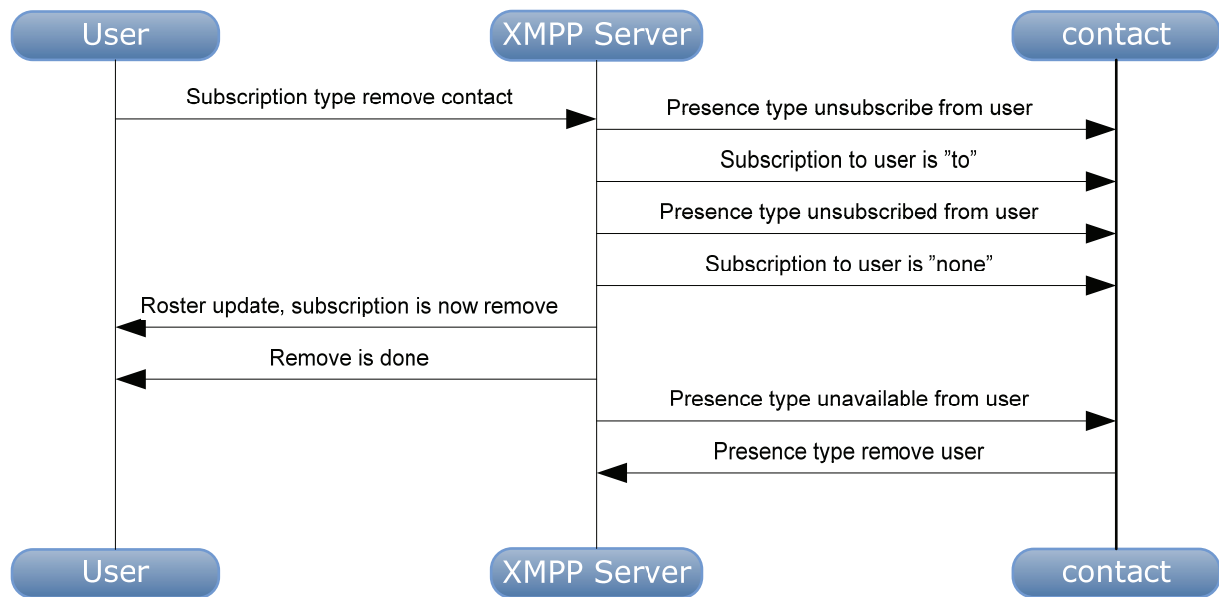 User
XMPP Server
contact
Subscription type remove contact
Presence type unsubscribe from user
Subscription to user is ”to”
Presence type unsubscribed from user
Subscription to user is ”none”
Roster update, subscription is now remove
Remove is done
Presence type unavailable from user
Presence type remove user
User
XMPP Server
contact